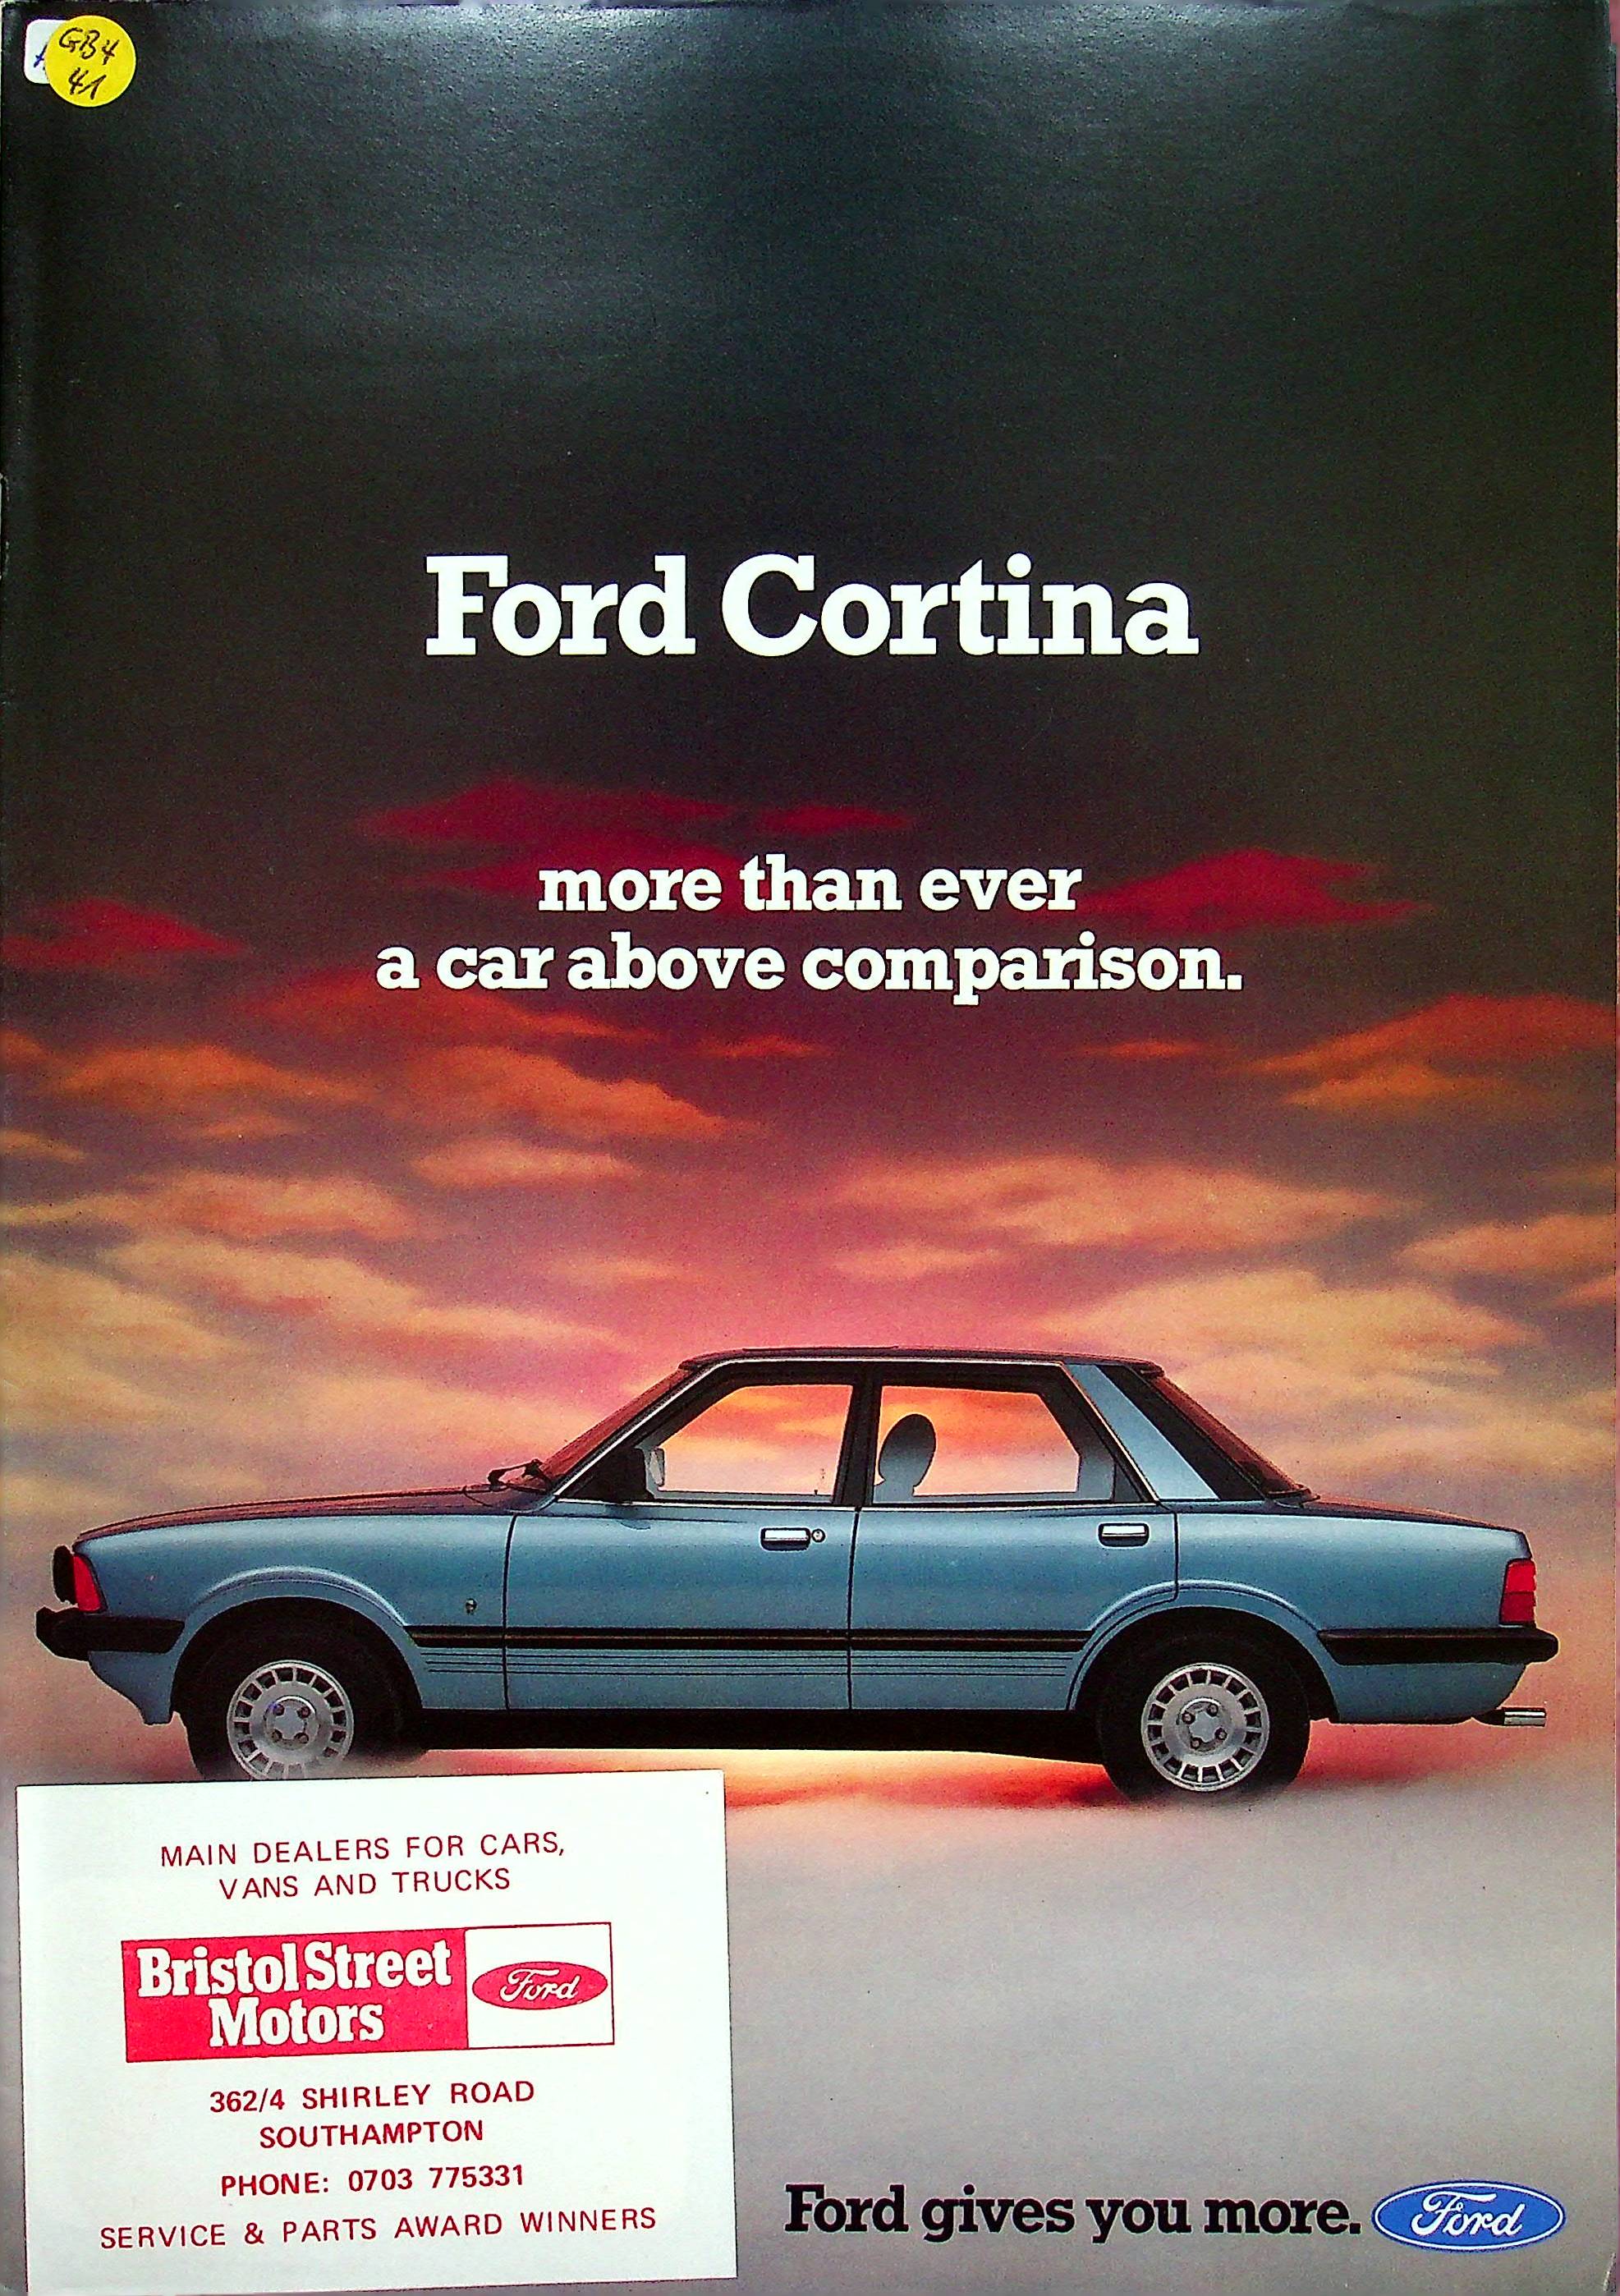 GB4
41
Ford Cortina
more than ever
a car above comparison.
MAIN DEALERS FOR CARS,
VANS AND TRUCKS
Bristol Street
Motors
Ford
362/4 SHIRLEY ROAD
SOUTHAMPTON
PHONE: 0703 775331
SERVICE & PARTS AWARD WINNERS
Ford gives you more. Ford